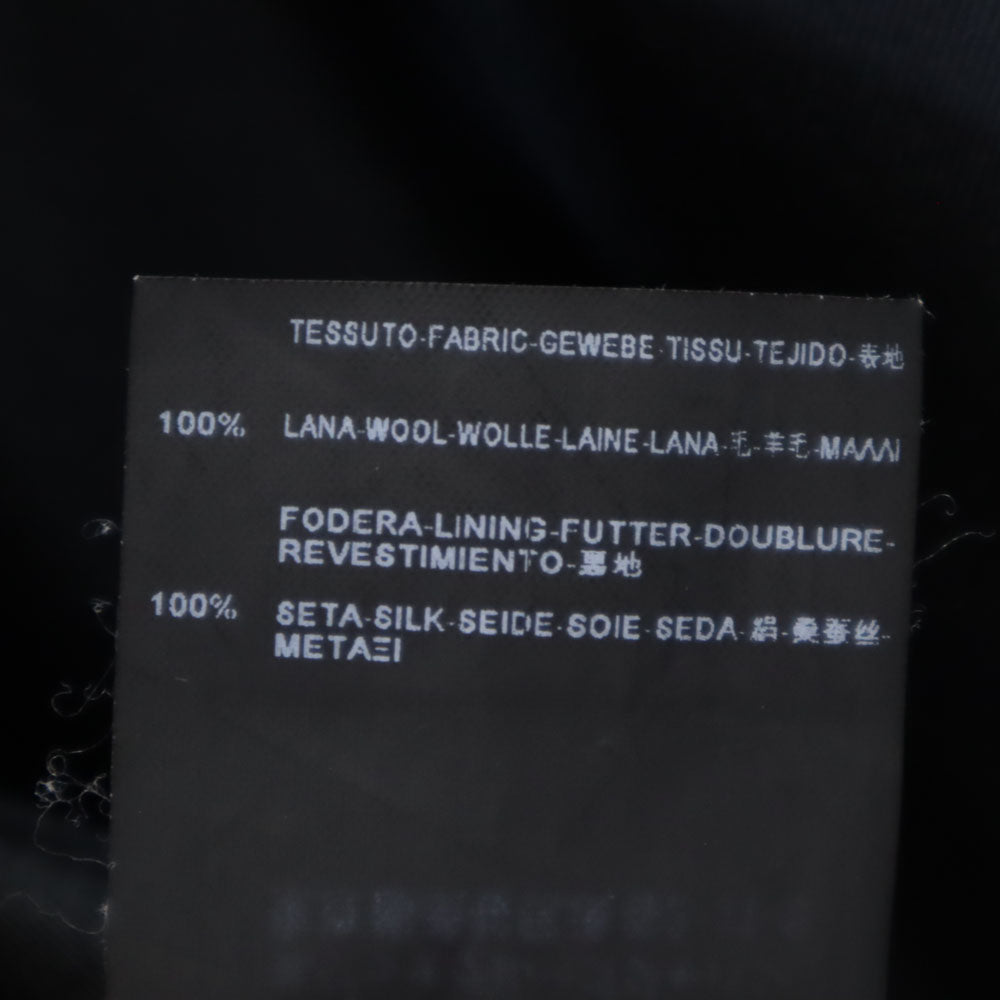 TESSUTO-FABRIC-GEWEBE-TISSU-TEJIDO-表地
100% LANA-WOOL-WOLLE-LAINE-LANA-毛-羊毛-ΜΑΛΛΙ
FODERA-LINING-FUTTER-DOUBLURE-
REVESTIMIENTO-裏地
100% SETA-SILK-SEIDE-SOIE-SEDA-絹-桑蚕丝-
ΜΕΤΑΞΙ